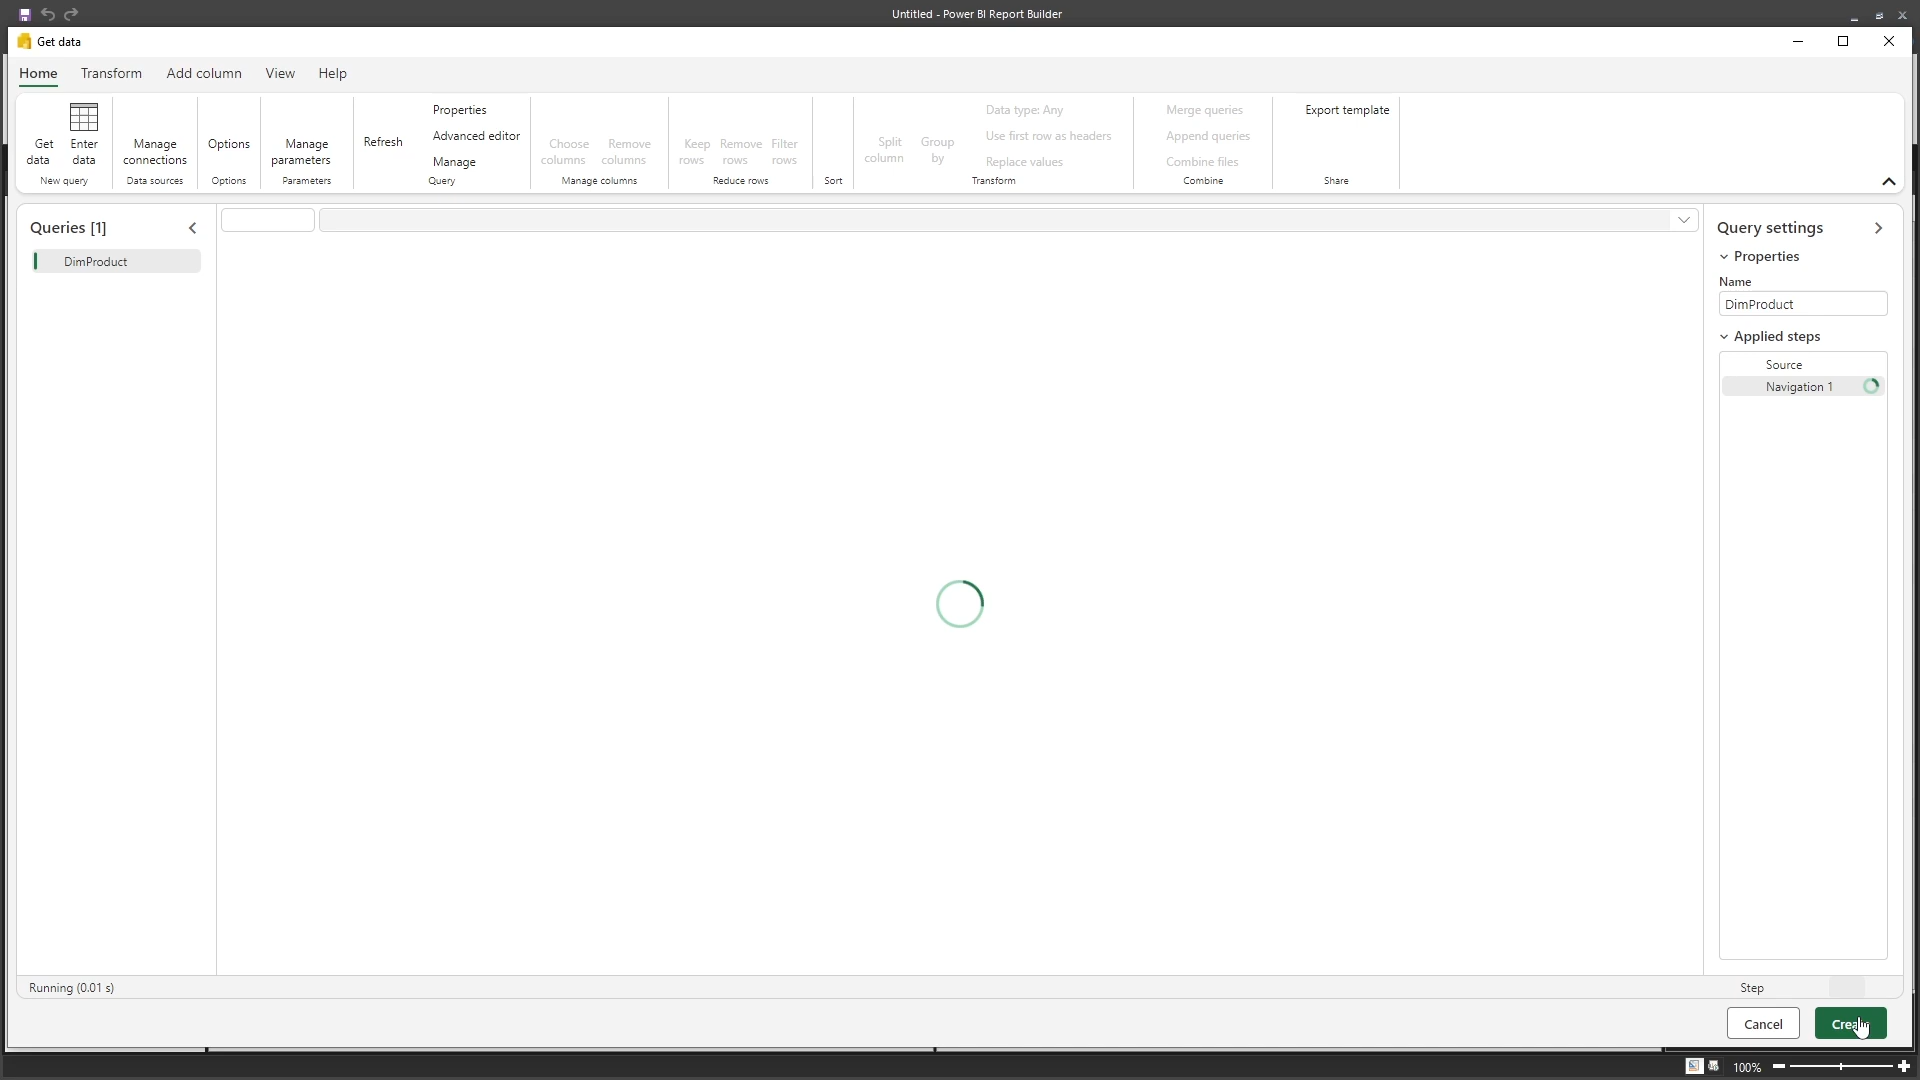 Untitled - Power BI Report Builder
Get data
Home Transform Add column View Help
Get data
Enter data
New query
Manage connections
Data sources
Options
Options
Manage parameters
Parameters
Refresh
Properties
Advanced editor
Manage
Query
Choose columns
Remove columns
Manage columns
Keep rows
Remove rows
Filter rows
Reduce rows
Sort
Split column
Group by
Data type: Any
Use first row as headers
Replace values
Transform
Merge queries
Append queries
Combine files
Combine
Export template
Share
Queries [1]
DimProduct
Query settings
Properties
Name
DimProduct
Applied steps
Source
Navigation 1
Running (0.01 s)
Step
Cancel
100%